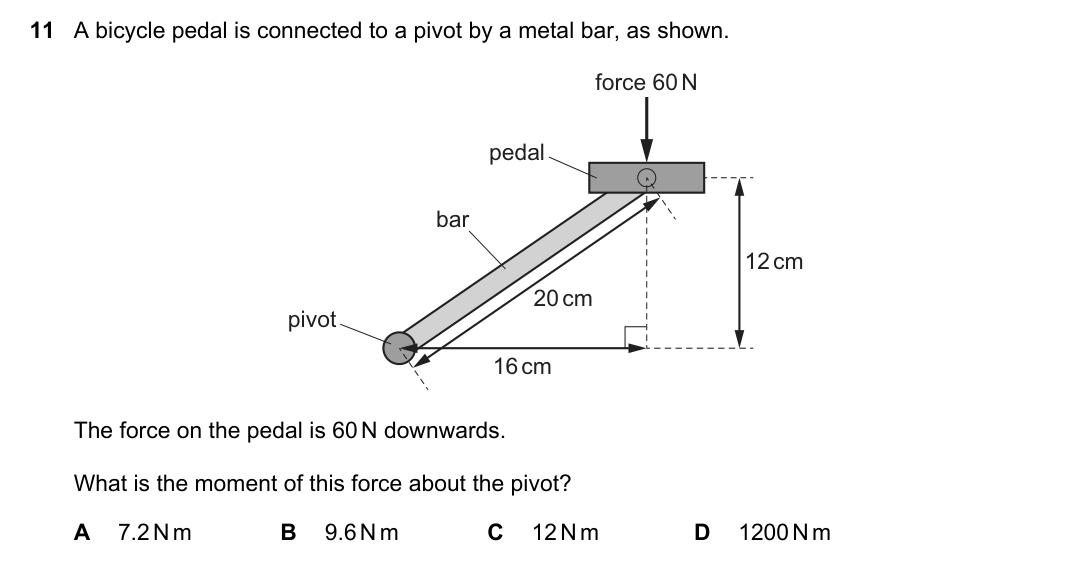 11 A bicycle pedal is connected to a pivot by a metal bar, as shown.
force 60 N
pedal
bar
12 cm
20 cm
pivot
16 cm
The force on the pedal is 60 N downwards.
What is the moment of this force about the pivot?
A 7.2 N m B 9.6 N m C 12 N m D 1200 N m